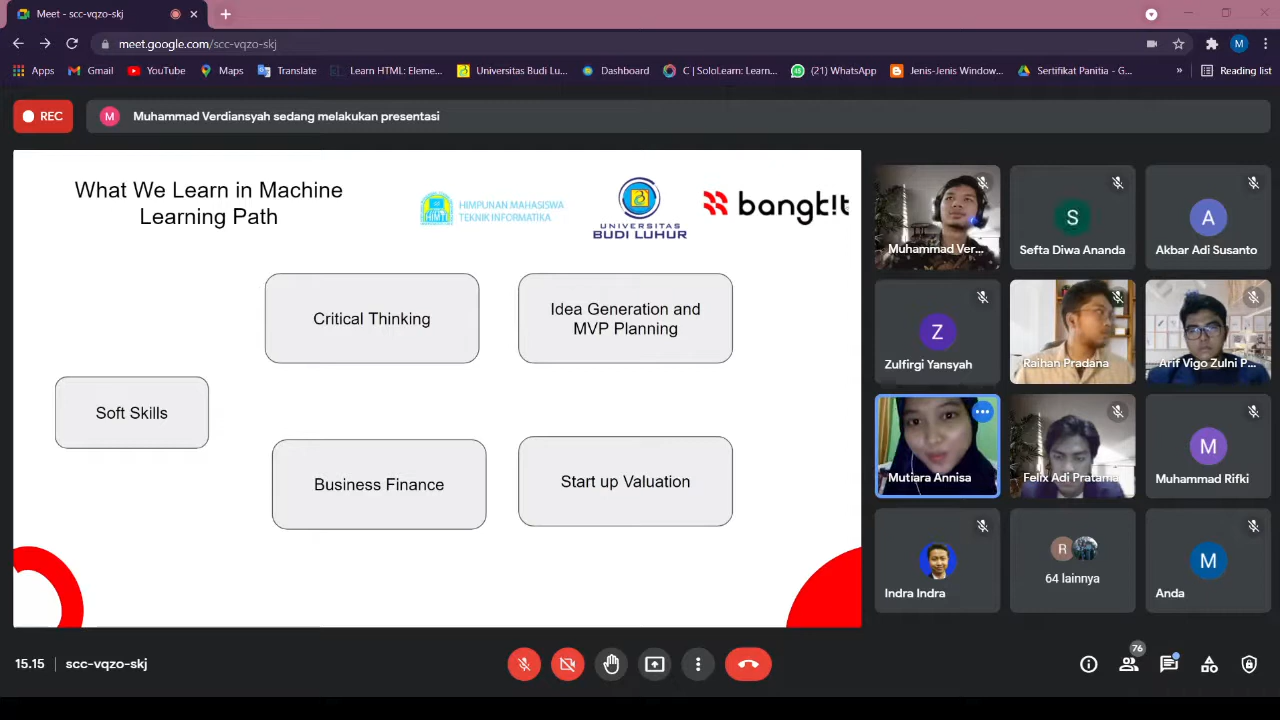 Meet - scc-vqzo-skj
meet.google.com/scc-vqzo-skj
M
Apps
Gmail
YouTube
Maps
Translate
Learn HTML: Eleme...
Universitas Budi Lu...
Dashboard
C | SoloLearn: Learn...
(21) WhatsApp
Jenis-Jenis Window...
Sertifikat Panitia - G...
»
Reading list
REC
M
Muhammad Verdiansyah sedang melakukan presentasi
What We Learn in Machine
Learning Path
HIMTI
HIMPUNAN MAHASISWA
TEKNIK INFORMATIKA
UNIVERSITAS
BUDI LUHUR
bangk!t
Critical Thinking
Idea Generation and
MVP Planning
Soft Skills
Business Finance
Start up Valuation
Muhammad Ver...
S
Sefta Diwa Ananda
A
Akbar Adi Susanto
Z
Zulfirgi Yansyah
Raihan Pradana
Arif Vigo Zulni P...
Mutiara Annisa
Felix Adi Pratama
M
Muhammad Rifki
Indra Indra
R
64 lainnya
M
Anda
15.15
scc-vqzo-skj
76